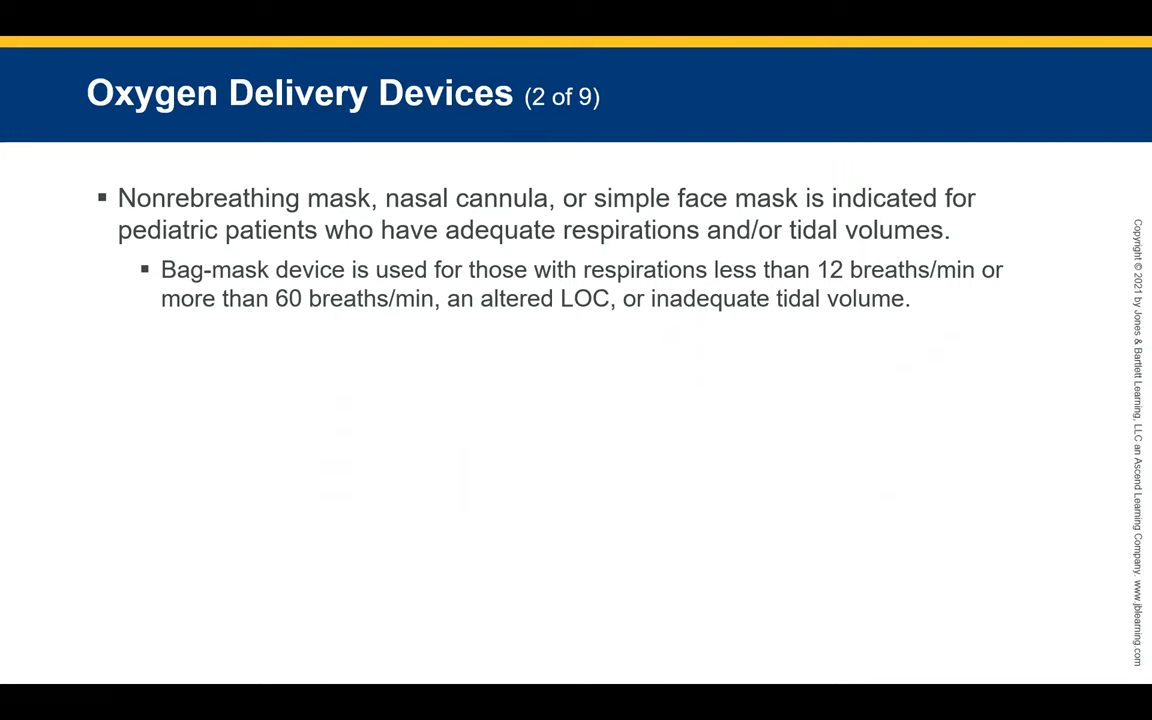 Oxygen Delivery Devices (2 of 9)
▪ Nonrebreathing mask, nasal cannula, or simple face mask is indicated for
pediatric patients who have adequate respirations and/or tidal volumes.
▪ Bag-mask device is used for those with respirations less than 12 breaths/min or
more than 60 breaths/min, an altered LOC, or inadequate tidal volume.
Copyright © 2021 by Jones & Bartlett Learning, LLC an Ascend Learning Company. www.jblearning.com